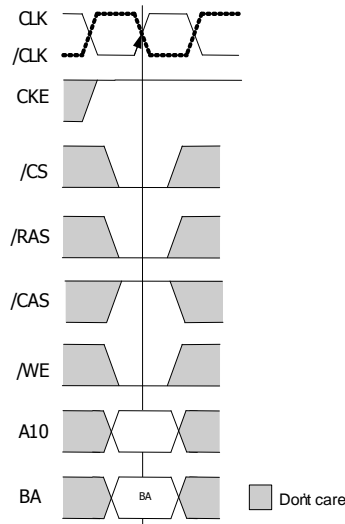 CLK
/CLK
CKE
/CS
/RAS
/CAS
/WE
A10
BA
BA
Don't care